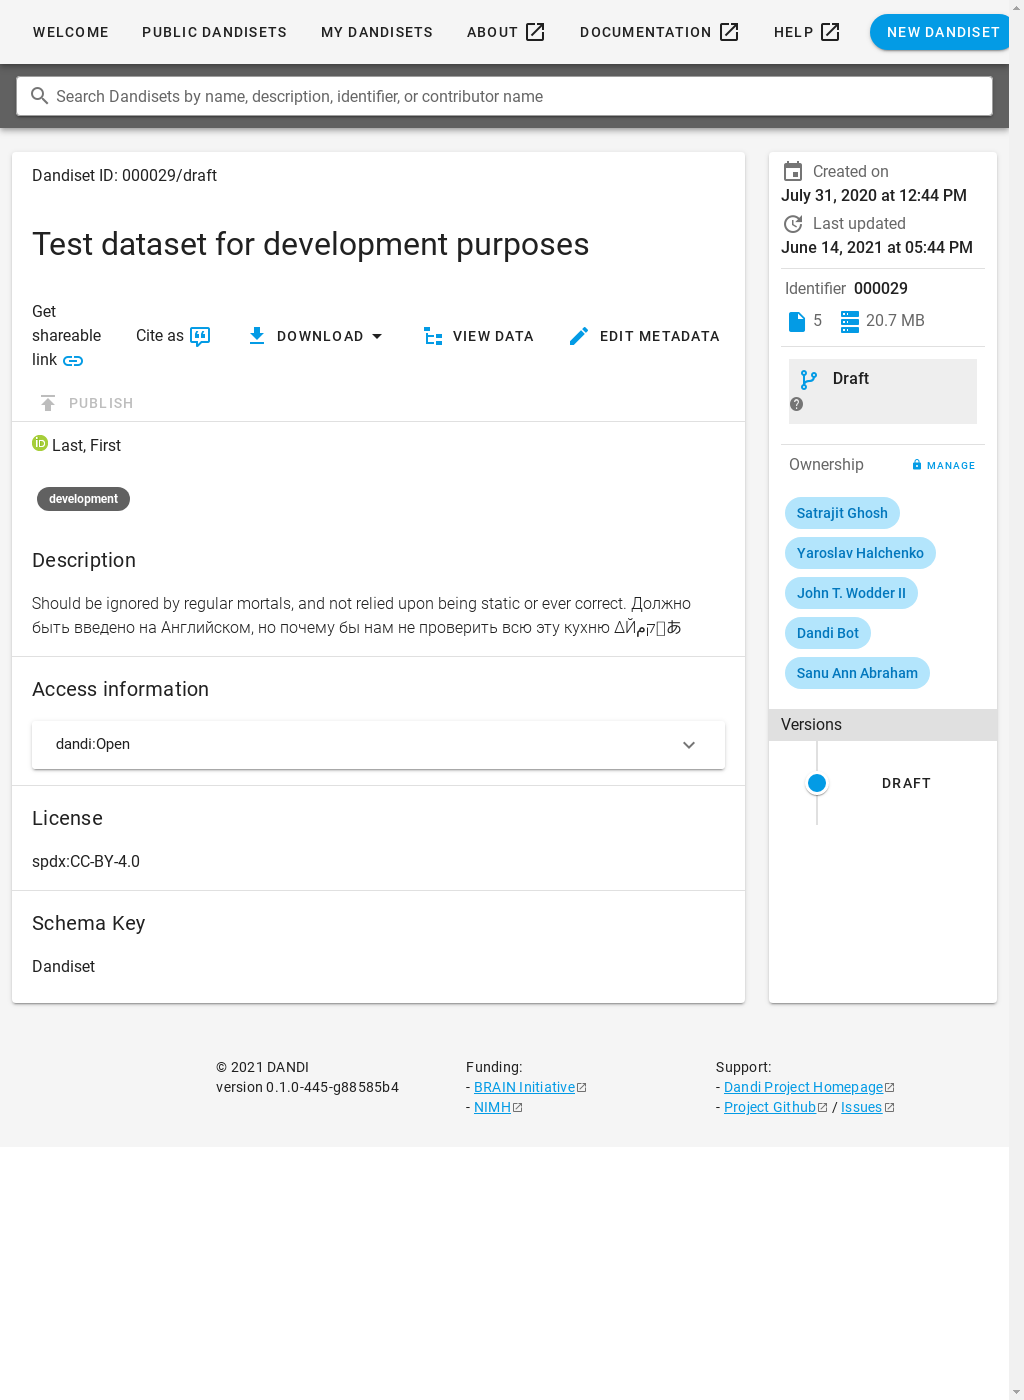 WELCOME PUBLIC DANDISETS MY DANDISETS ABOUT DOCUMENTATION HELP NEW DANDISET
Search Dandisets by name, description, identifier, or contributor name
Dandiset ID: 000029/draft
Test dataset for development purposes
Get shareable link
Cite as
DOWNLOAD
VIEW DATA
EDIT METADATA
PUBLISH
Last, First
development
Description
Should be ignored by regular mortals, and not relied upon being static or ever correct. Должно
быть введено на Английском, но почему бы нам не проверить всю эту кухню ΔЙקم
あ
Access information
dandi:Open
License
spdx:CC-BY-4.0
Schema Key
Dandiset
Created on
July 31, 2020 at 12:44 PM
Last updated
June 14, 2021 at 05:44 PM
Identifier 000029
5 20.7 MB
Draft
Ownership MANAGE
Satrajit Ghosh
Yaroslav Halchenko
John T. Wodder II
Dandi Bot
Sanu Ann Abraham
Versions
DRAFT
© 2021 DANDI
version 0.1.0-445-g88585b4
Funding:
- BRAIN Initiative
- NIMH
Support:
- Dandi Project Homepage
- Project Github / Issues